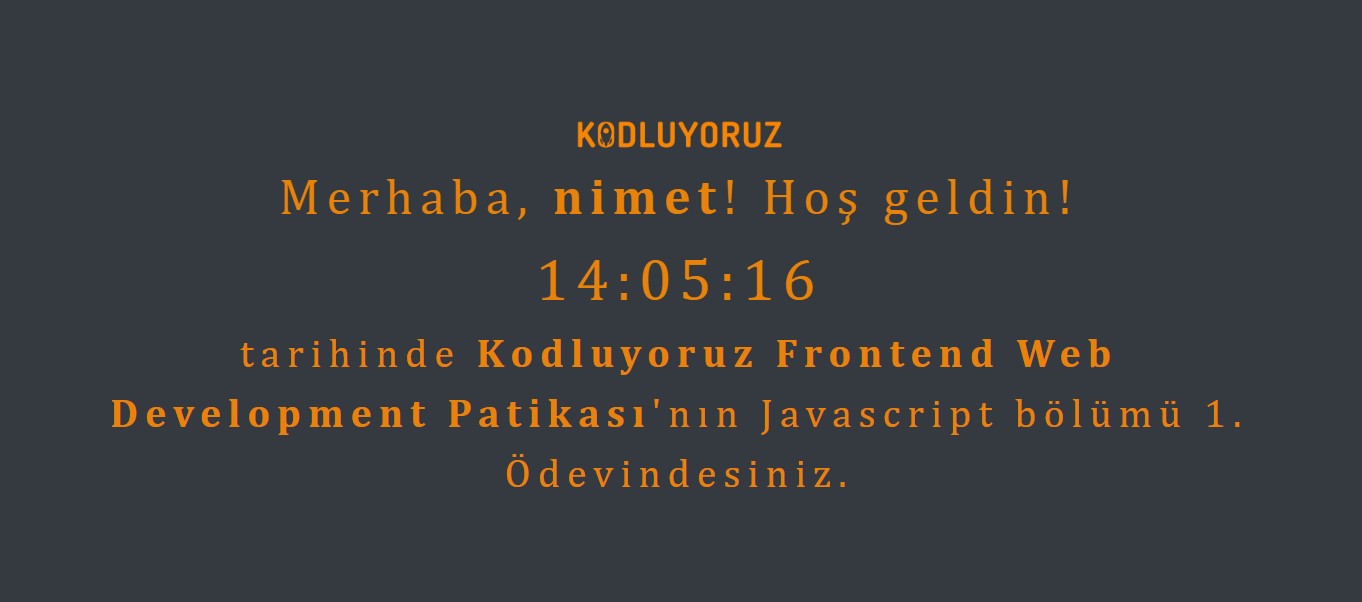 KODLUYORUZ
Merhaba, nimet! Hoş geldin!
14:05:16
tarihinde Kodluyoruz Frontend Web
Development Patikası'nın Javascript bölümü 1.
Ödevindesiniz.